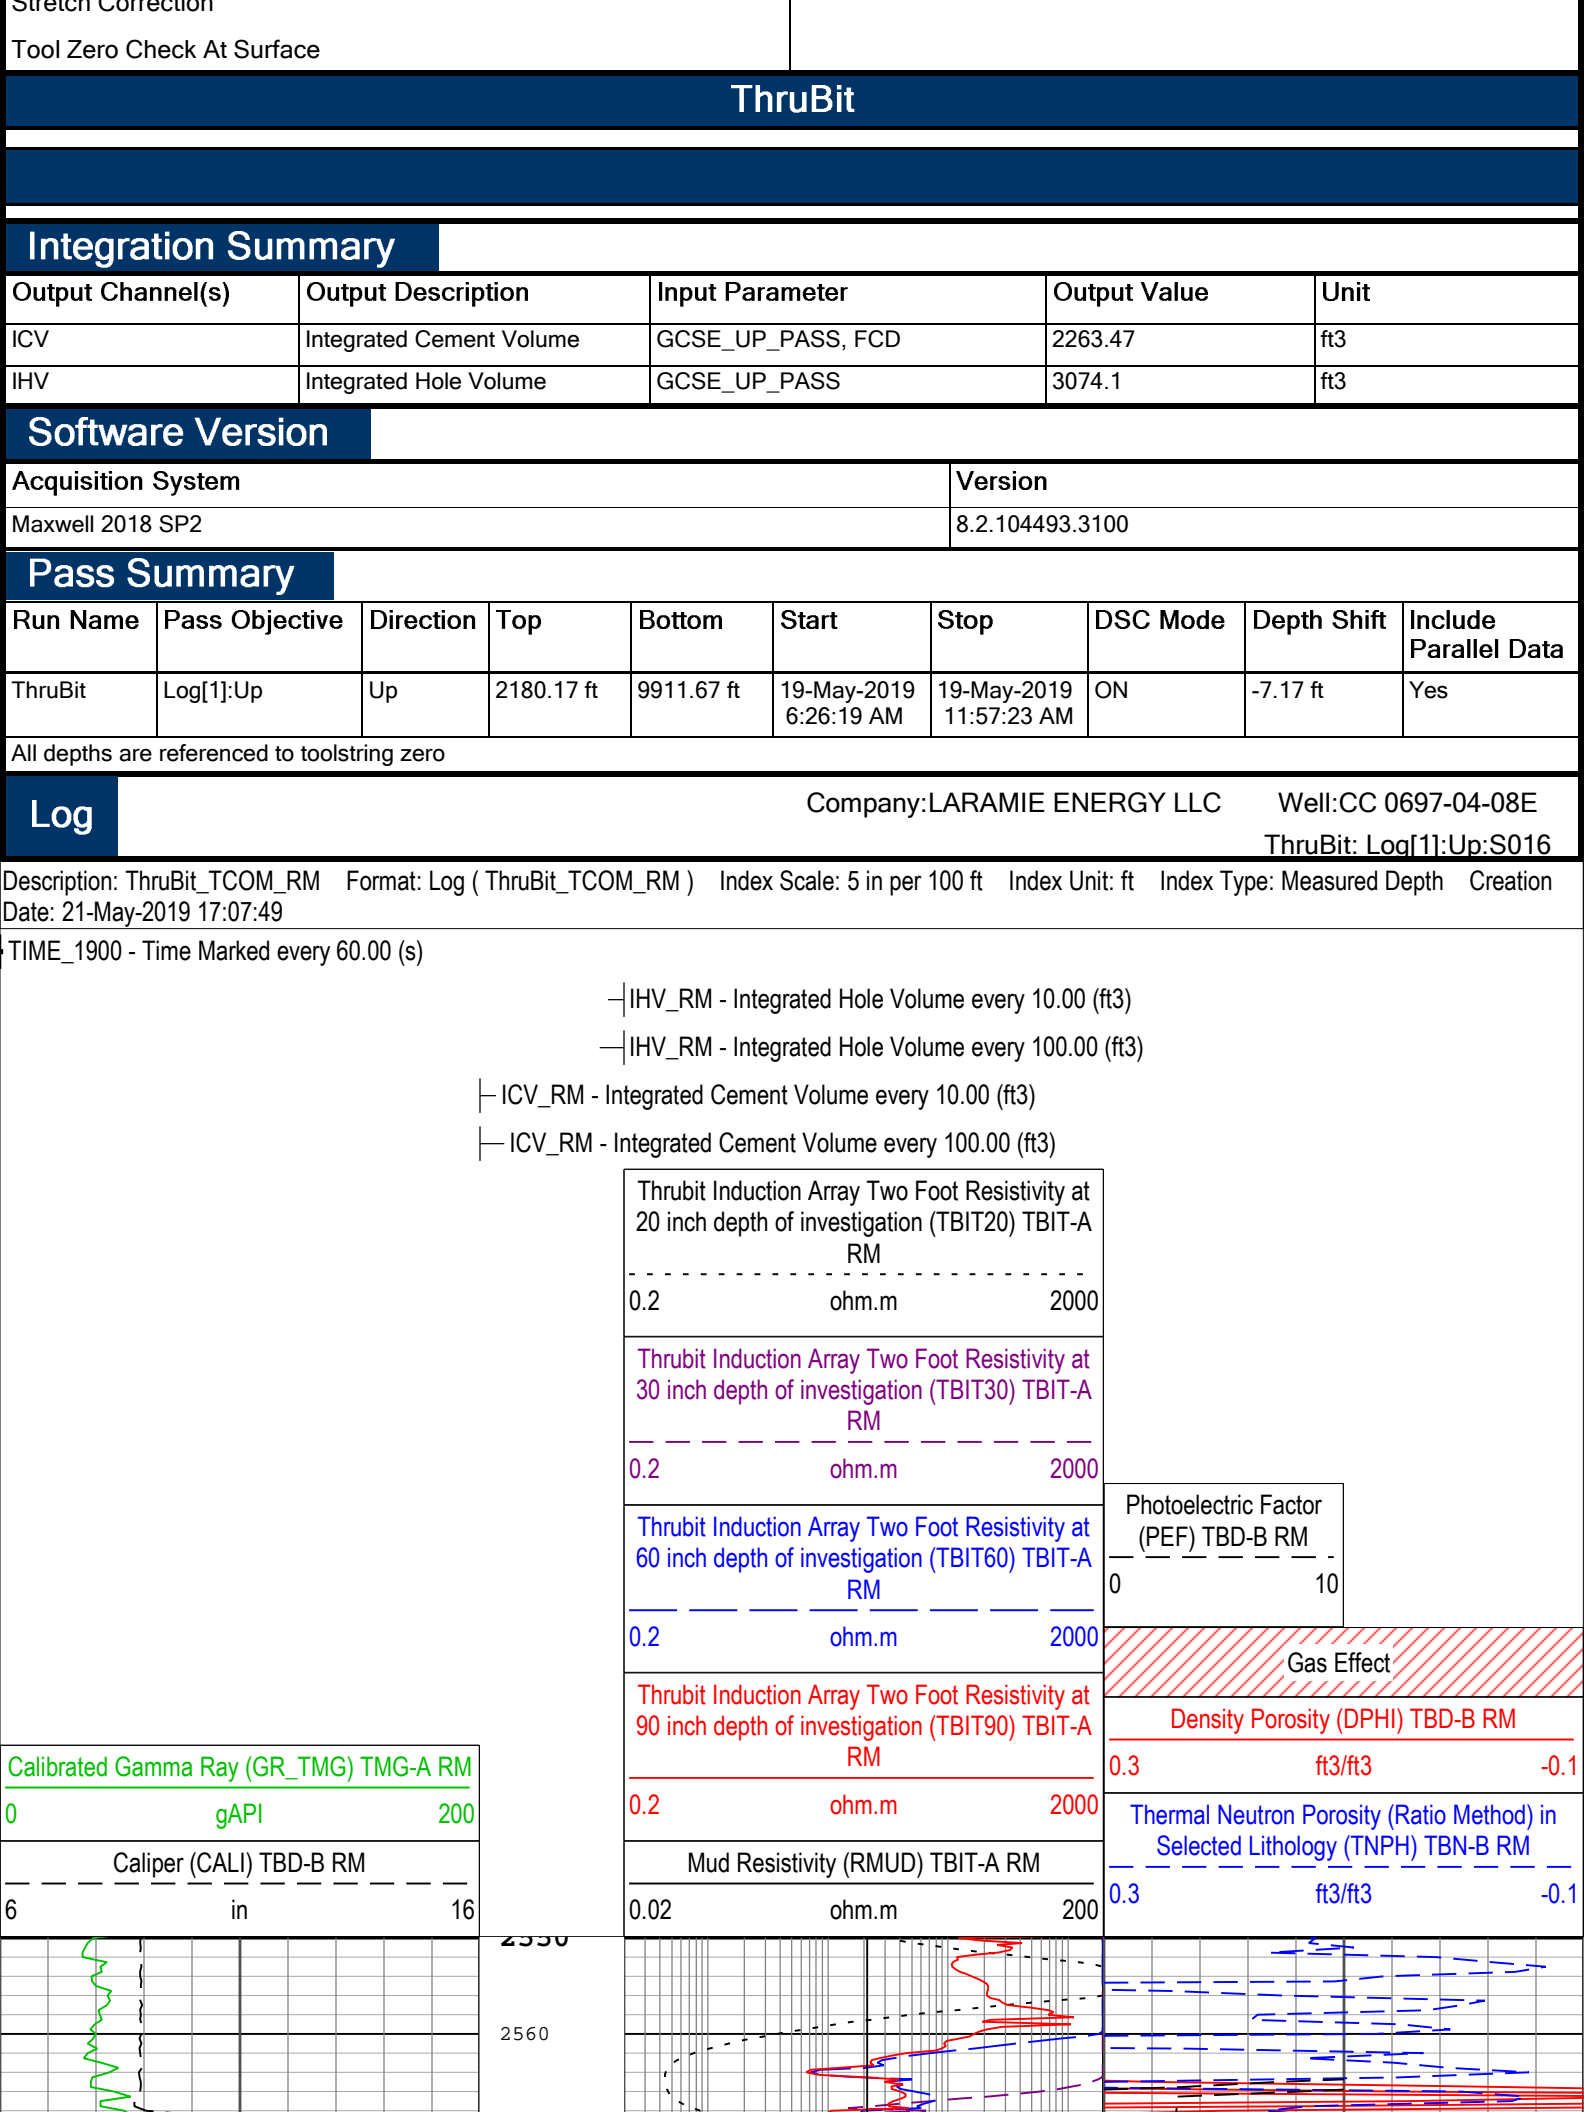 Stretch Correction
Tool Zero Check At Surface
ThruBit
Integration Summary
Output Channel(s) Output Description Input Parameter Output Value Unit
ICV Integrated Cement Volume GCSE_UP_PASS, FCD 2263.47 ft3
IHV Integrated Hole Volume GCSE_UP_PASS 3074.1 ft3
Software Version
Acquisition System Version
Maxwell 2018 SP2 8.2.104493.3100
Pass Summary
Run Name Pass Objective Direction Top Bottom Start Stop DSC Mode Depth Shift Include
Parallel Data
ThruBit Log[1]:Up Up 2180.17 ft 9911.67 ft 19-May-2019 19-May-2019 ON -7.17 ft Yes
6:26:19 AM 11:57:23 AM
All depths are referenced to toolstring zero
Log
Company:LARAMIE ENERGY LLC Well:CC 0697-04-08E
ThruBit: Log[1]:Up:S016
Description: ThruBit_TCOM_RM Format: Log ( ThruBit_TCOM_RM ) Index Scale: 5 in per 100 ft Index Unit: ft Index Type: Measured Depth Creation
Date: 21-May-2019 17:07:49
TIME_1900 - Time Marked every 60.00 (s)
IHV_RM - Integrated Hole Volume every 10.00 (ft3)
IHV_RM - Integrated Hole Volume every 100.00 (ft3)
ICV_RM - Integrated Cement Volume every 10.00 (ft3)
ICV_RM - Integrated Cement Volume every 100.00 (ft3)
Thrubit Induction Array Two Foot Resistivity at
20 inch depth of investigation (TBIT20) TBIT-A
RM
0.2 ohm.m 2000
Thrubit Induction Array Two Foot Resistivity at
30 inch depth of investigation (TBIT30) TBIT-A
RM
0.2 ohm.m 2000
Thrubit Induction Array Two Foot Resistivity at
60 inch depth of investigation (TBIT60) TBIT-A
RM
0.2 ohm.m 2000
Thrubit Induction Array Two Foot Resistivity at
90 inch depth of investigation (TBIT90) TBIT-A
RM
0.2 ohm.m 2000
Mud Resistivity (RMUD) TBIT-A RM
0.02 ohm.m 200
Photoelectric Factor
(PEF) TBD-B RM
0 10
Gas Effect
Density Porosity (DPHI) TBD-B RM
0.3 ft3/ft3 -0.1
Thermal Neutron Porosity (Ratio Method) in
Selected Lithology (TNPH) TBN-B RM
0.3 ft3/ft3 -0.1
Calibrated Gamma Ray (GR_TMG) TMG-A RM
0 gAPI 200
Caliper (CALI) TBD-B RM
6 in 16
2550
2560